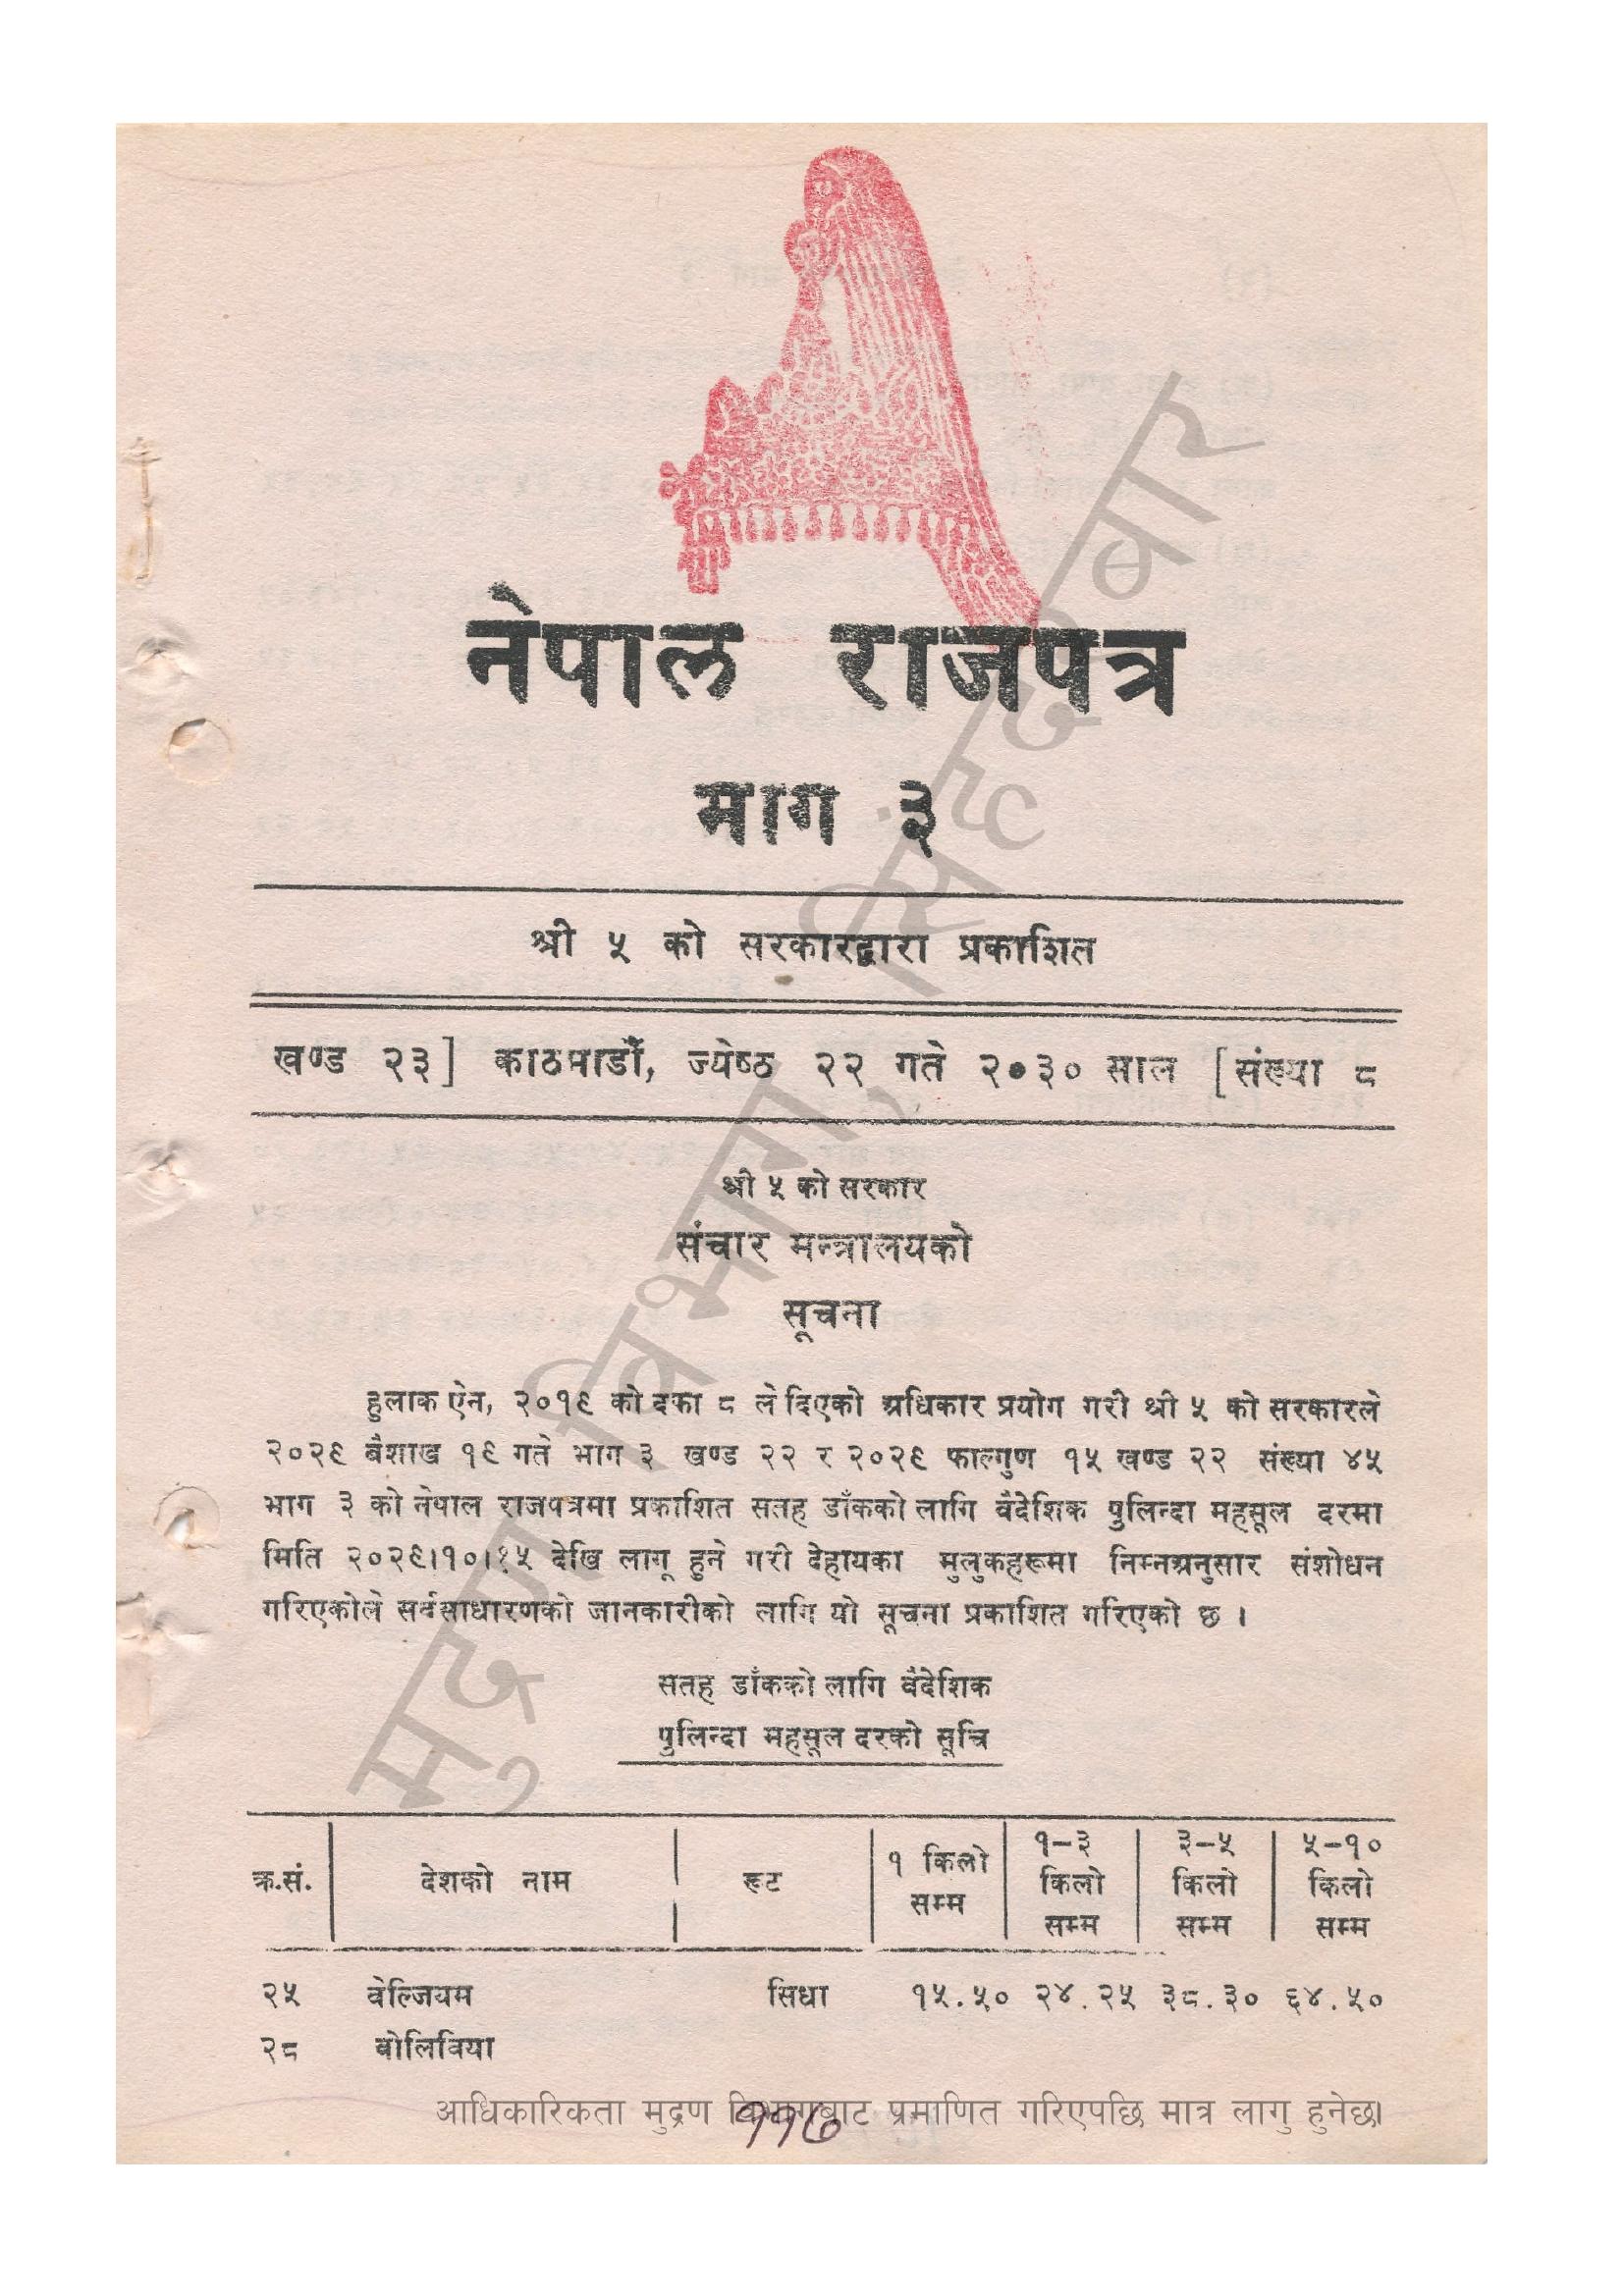 नेपाल राजपत्र
भाग ३
श्री ५ को सरकारद्वारा प्रकाशित
खण्ड २३] काठमाडौं, ज्येष्ठ २२ गते २०३० साल [संख्या ८
श्री ५ को सरकार
संचार मन्त्रालयको
सूचना
हुलाक ऐन, २०१९ को दफा ८ ले दिएको अधिकार प्रयोग गरी श्री ५ को सरकारले
२०२९ बैशाख १९ गते भाग ३ खण्ड २२ र २०२९ फाल्गुण १५ खण्ड २२ संख्या ४५
भाग ३ को नेपाल राजपत्रमा प्रकाशित सतह डाँकको लागि वैदेशिक पुलिन्दा महसूल दरमा
मिति २०२९।१०।१५ देखि लागू हुने गरी देहायका मुलुकहरूमा निम्नअनुसार संशोधन
गरिएकोले सर्वसाधारणको जानकारीको लागि यो सूचना प्रकाशित गरिएको छ ।
सतह डाँकको लागि वैदेशिक
पुलिन्दा महसूल दरको सूचि
क्र.सं. देशको नाम रूट १ किलो सम्म १-३ किलो सम्म ३-५ किलो सम्म ५-१० किलो सम्म
२५ वेल्जियम सिधा १५.५० २४.२५ ३८.३० ६४.५०
२८ बोलिविया
आधिकारिकता मुद्रण विभागबाट प्रमाणित गरिएपछि मात्र लागु हुनेछ।
११७
मुद्रण विभाग, सिंहदरबार